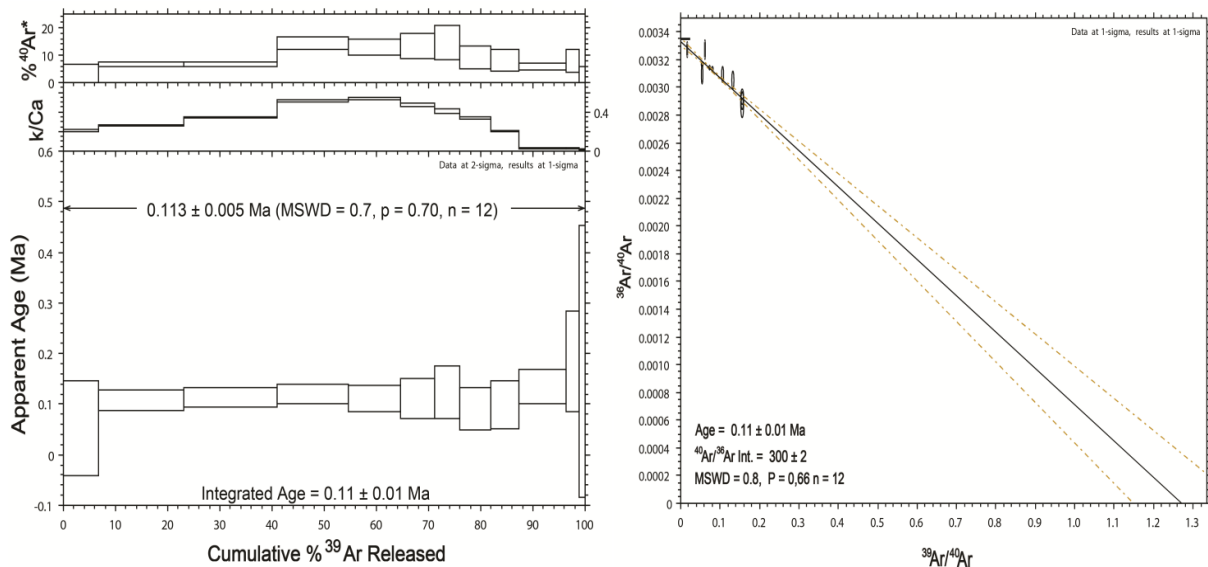 20
10
0
% ⁴⁰Ar*
0.4
0
k/Ca
0.6
Data at 2-sigma, results at 1-sigma
0.5
0.113 ± 0.005 Ma (MSWD = 0.7, p = 0.70, n = 12)
0.4
0.3
0.2
0.1
0
-0.1
Apparent Age (Ma)
Integrated Age = 0.11 ± 0.01 Ma
0 10 20 30 40 50 60 70 80 90 100
Cumulative % ³⁹Ar Released
Data at 1-sigma, results at 1-sigma
0.0034
0.0032
0.0030
0.0028
0.0026
0.0024
0.0022
0.0020
0.0018
0.0016
0.0014
0.0012
0.0010
0.0008
0.0006
0.0004
0.0002
0
³⁶Ar/⁴⁰Ar
Age = 0.11 ± 0.01 Ma
⁴⁰Ar/³⁶Ar Int. = 300 ± 2
MSWD = 0.8, P = 0,66 n = 12
0 0.1 0.2 0.3 0.4 0.5 0.6 0.7 0.8 0.9 1.0 1.1 1.2 1.3
³⁹Ar/⁴⁰Ar